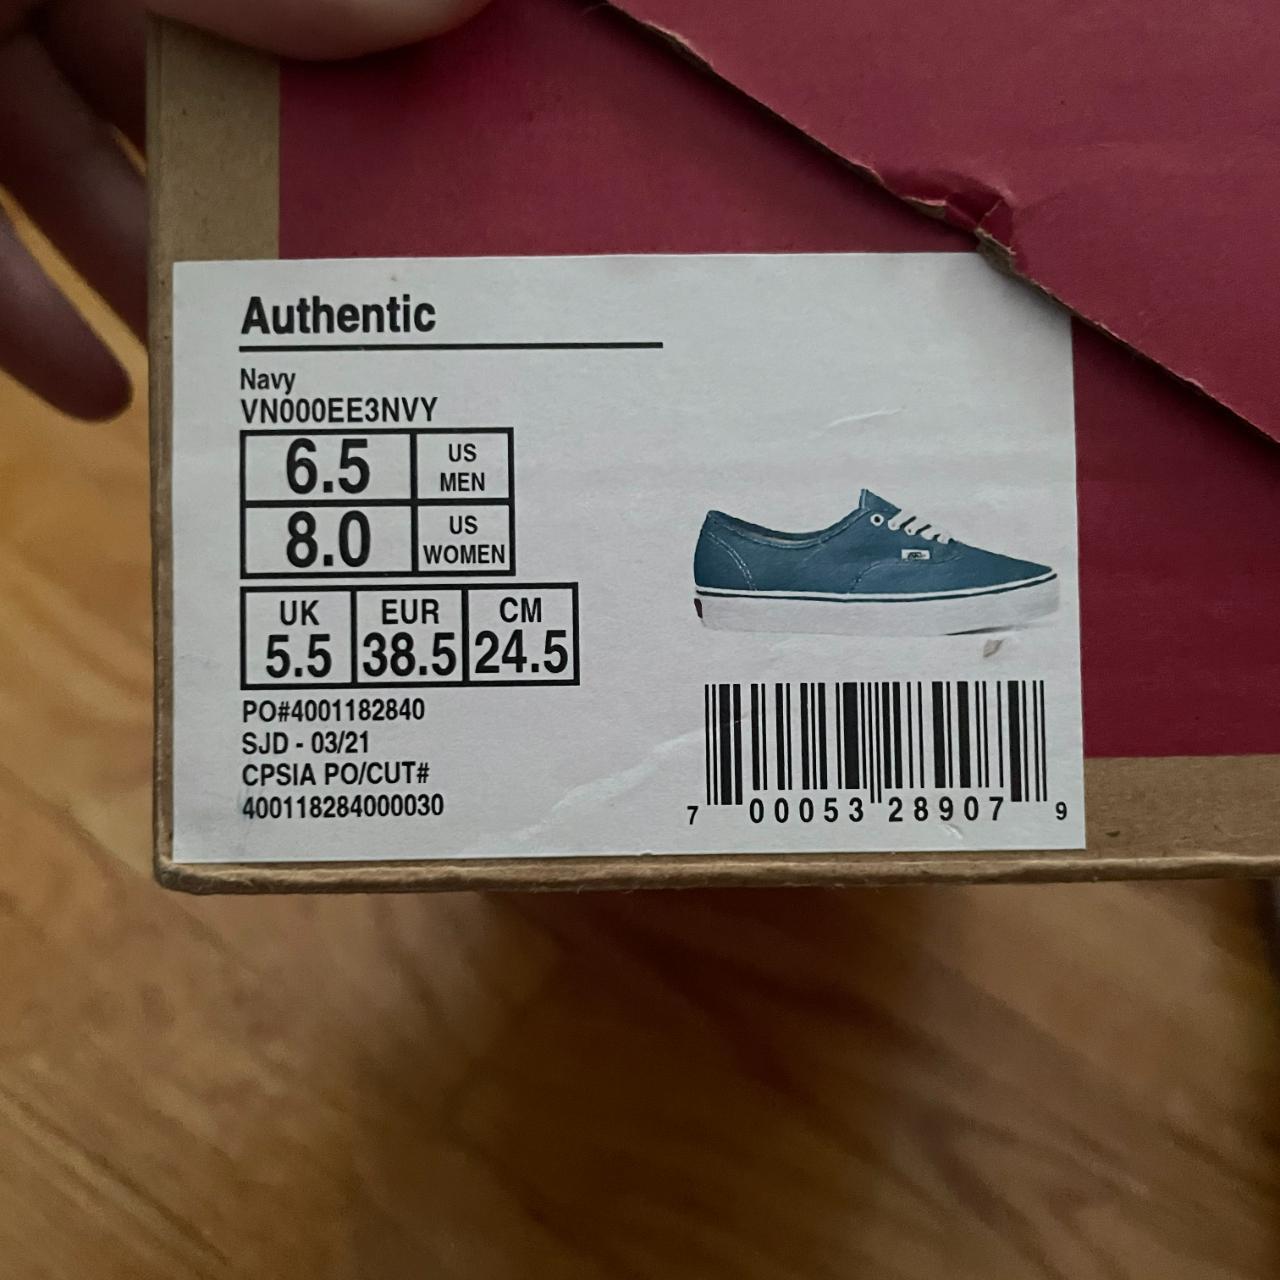 Authentic
Navy
VN000EE3NVY
6.5 US MEN
8.0 US WOMEN
UK EUR CM
5.5 38.5 24.5
PO#4001182840
SJD - 03/21
CPSIA PO/CUT#
400118284000030
7 00053 28907 9